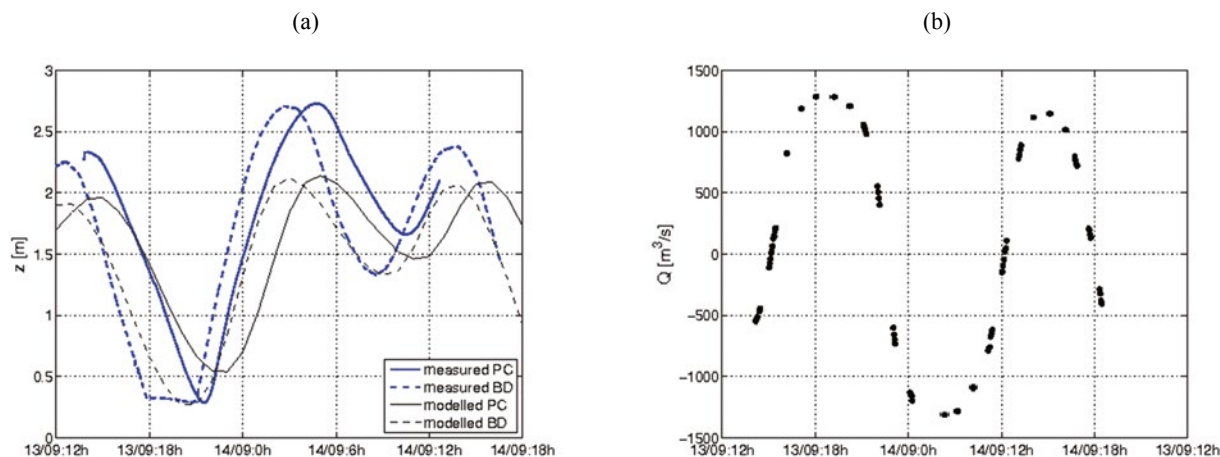 (a)
(b)
z [m]
3
2.5
2
1.5
1
0.5
0
measured PC
measured BD
modelled PC
modelled BD
13/09:12h 13/09:18h 14/09:0h 14/09:6h 14/09:12h 14/09:18h
Q [m³/s]
1500
1000
500
0
−500
−1000
−1500
13/09:12h 13/09:18h 14/09:0h 14/09:12h 14/09:18h 13/09:12h